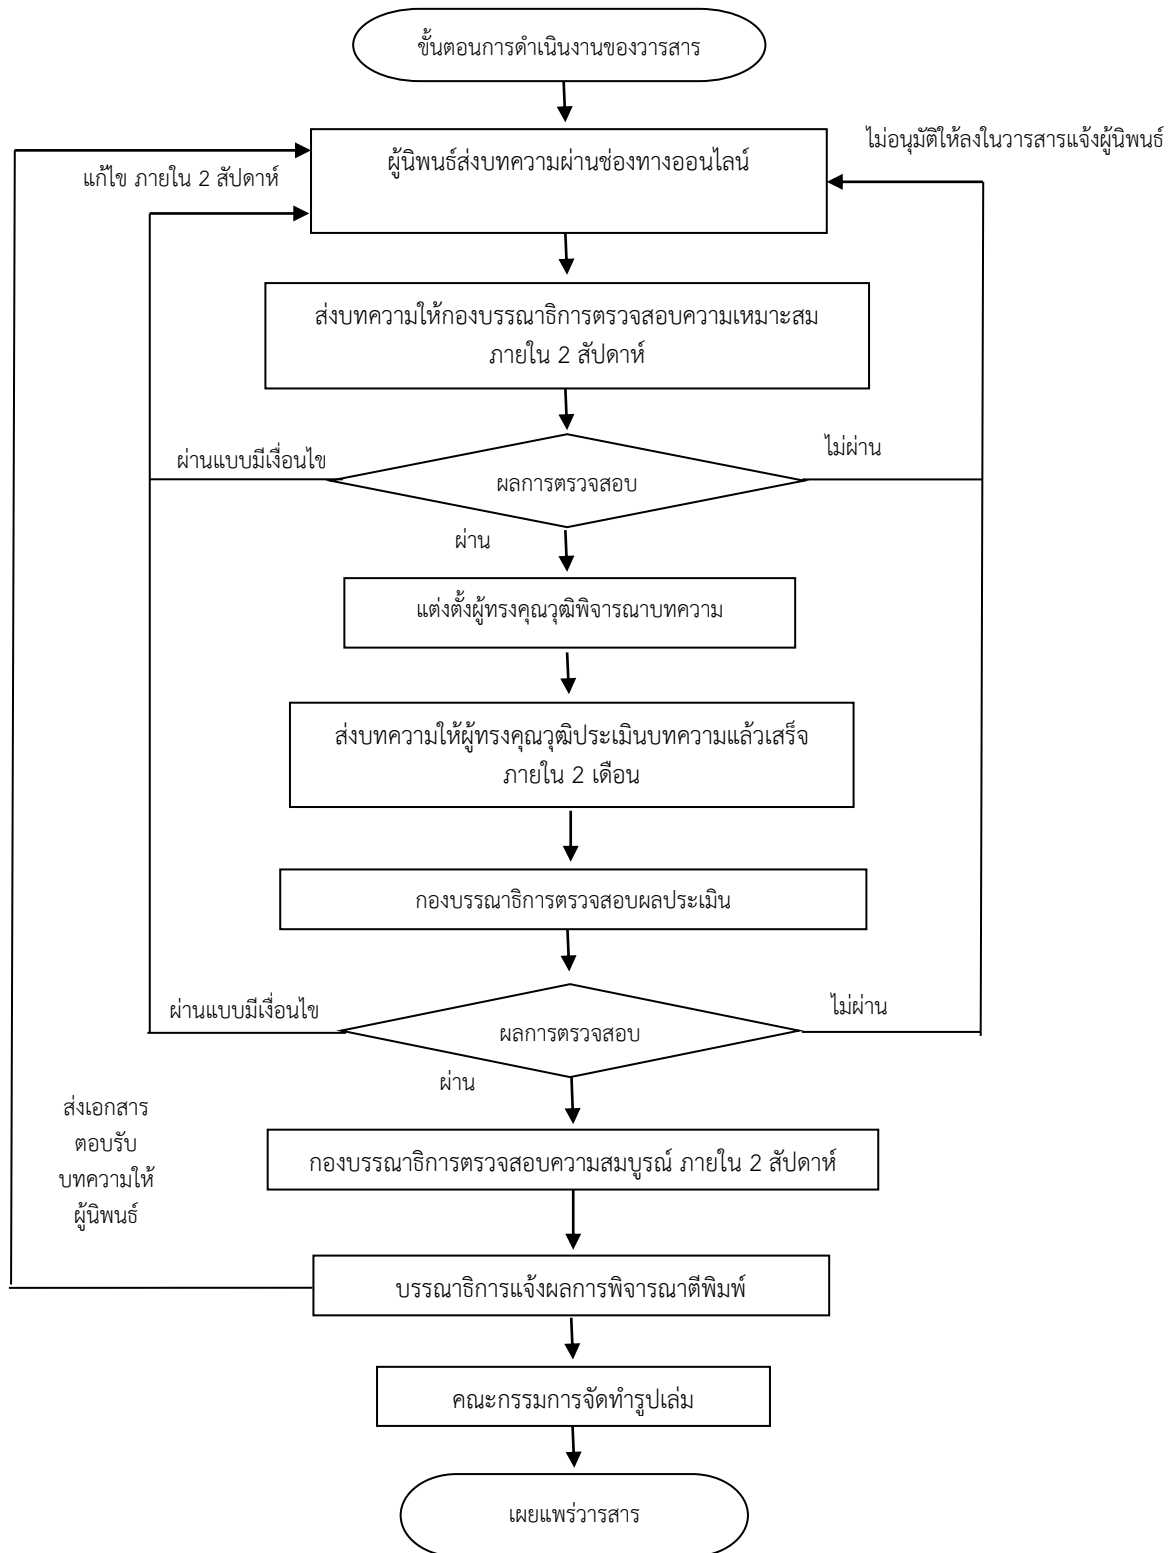 ขั้นตอนการดำเนินงานของวารสาร
ไม่อนุมัติให้ลงในวารสารแจ้งผู้นิพนธ์
ผู้นิพนธ์ส่งบทความผ่านช่องทางออนไลน์
แก้ไข ภายใน 2 สัปดาห์
ส่งบทความให้กองบรรณาธิการตรวจสอบความเหมาะสม
ภายใน 2 สัปดาห์
ผ่านแบบมีเงื่อนไข
ไม่ผ่าน
ผลการตรวจสอบ
ผ่าน
แต่งตั้งผู้ทรงคุณวุฒิพิจารณาบทความ
ส่งบทความให้ผู้ทรงคุณวุฒิประเมินบทความแล้วเสร็จ
ภายใน 2 เดือน
กองบรรณาธิการตรวจสอบผลประเมิน
ผ่านแบบมีเงื่อนไข
ไม่ผ่าน
ผลการตรวจสอบ
ผ่าน
ส่งเอกสาร
ตอบรับ
บทความให้
ผู้นิพนธ์
กองบรรณาธิการตรวจสอบความสมบูรณ์ ภายใน 2 สัปดาห์
บรรณาธิการแจ้งผลการพิจารณาตีพิมพ์
คณะกรรมการจัดทำรูปเล่ม
เผยแพร่วารสาร